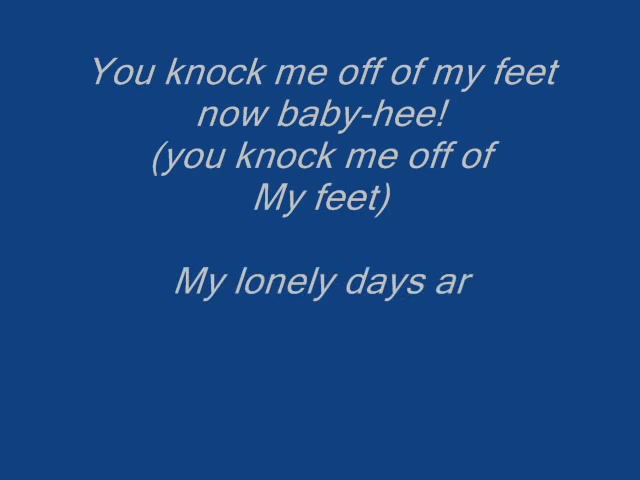 You knock me off of my feet
now baby-hee!
(you knock me off of
My feet)
My lonely days ar